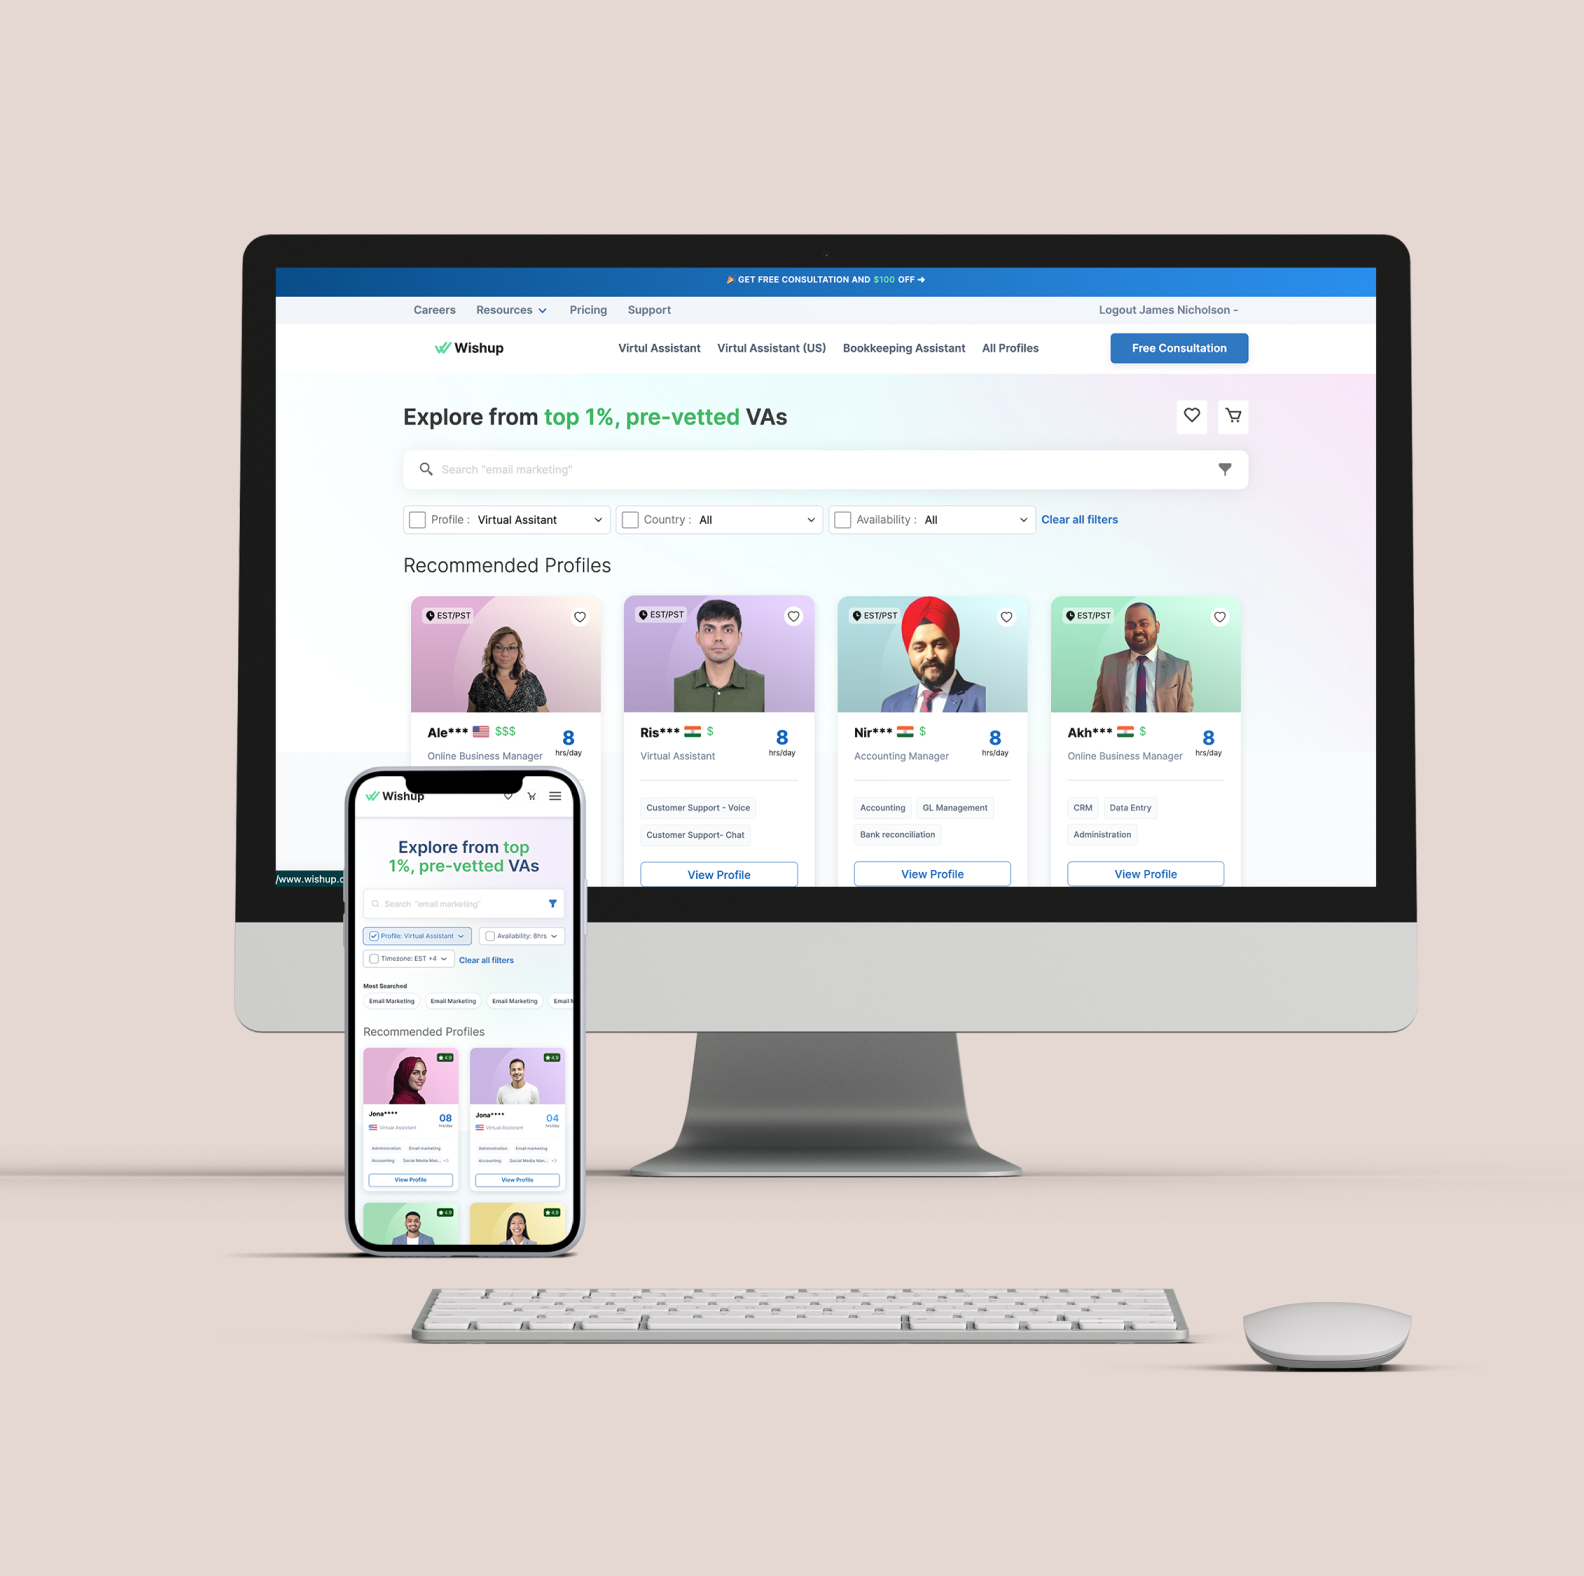 🎉 GET FREE CONSULTATION AND $100 OFF ➔
Careers Resources Pricing Support Logout James Nicholson -
Wishup Virtul Assistant Virtul Assistant (US) Bookkeeping Assistant All Profiles Free Consultation
Explore from top 1%, pre-vetted VAs
Search "email marketing"
Profile : Virtual Assitant Country : All Availability : All Clear all filters
Recommended Profiles
EST/PST EST/PST EST/PST EST/PST
Ale*** $$$ 8 Ris*** $ 8 Nir*** $ 8 Akh*** $ 8
Online Business Manager hrs/day Virtual Assistant hrs/day Accounting Manager hrs/day Online Business Manager hrs/day
Customer Support - Voice Accounting GL Management CRM Data Entry
Customer Support- Chat Bank reconciliation Administration
View Profile View Profile View Profile
/www.wishup.c
Wishup
Explore from top
1%, pre-vetted VAs
Search "email marketing"
Profile: Virtual Assistant Availability: 8hrs
Timezone: EST +4 Clear all filters
Most Searched
Email Marketing Email Marketing Email Marketing Email M
Recommended Profiles
4.9 4.9
Jona**** 08 Jona**** 04
Virtual Assistant hrs/day Virtual Assistant hrs/day
Administration Email marketing Administration Email marketing
Accounting Social Media Man... +3 Accounting Social Media Man... +3
View Profile View Profile
4.9 4.9